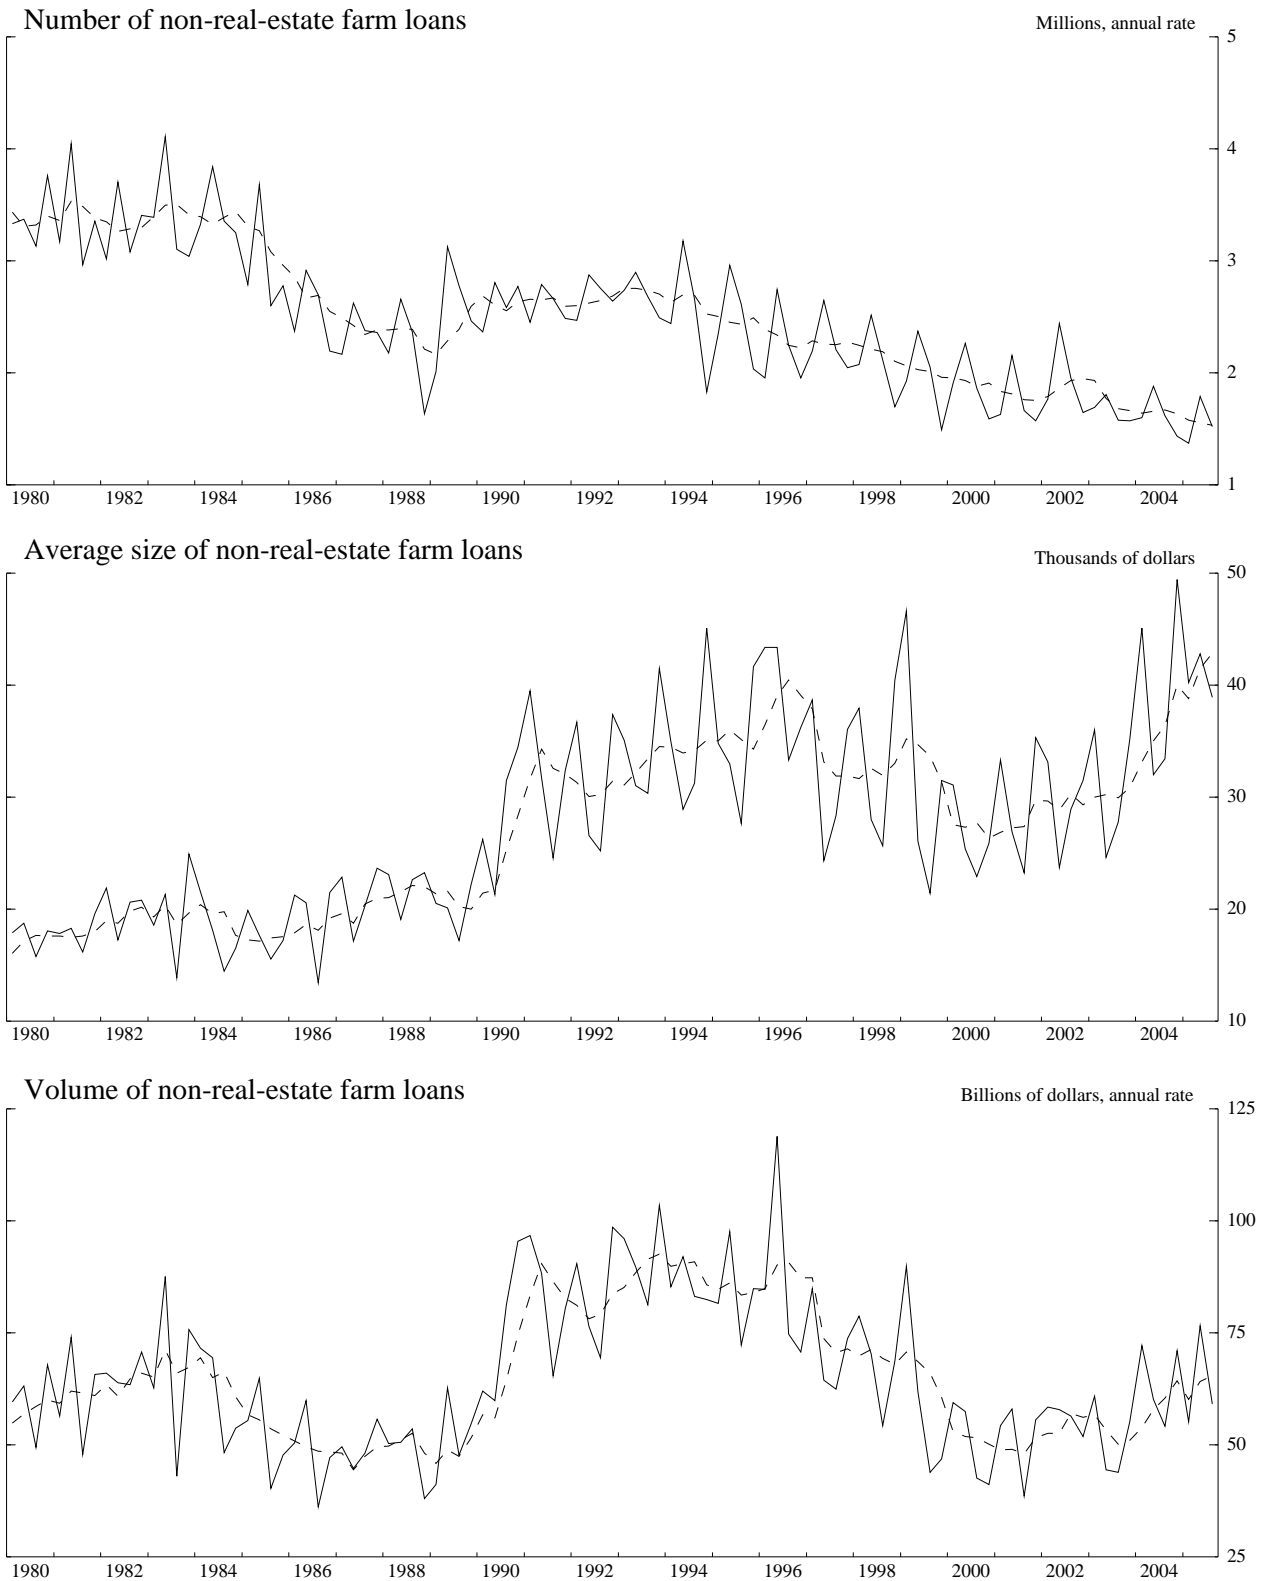 Number of non-real-estate farm loans
Millions, annual rate
5
4
3
2
1
1980 1982 1984 1986 1988 1990 1992 1994 1996 1998 2000 2002 2004
Average size of non-real-estate farm loans
Thousands of dollars
50
40
30
20
10
1980 1982 1984 1986 1988 1990 1992 1994 1996 1998 2000 2002 2004
Volume of non-real-estate farm loans
Billions of dollars, annual rate
125
100
75
50
25
1980 1982 1984 1986 1988 1990 1992 1994 1996 1998 2000 2002 2004